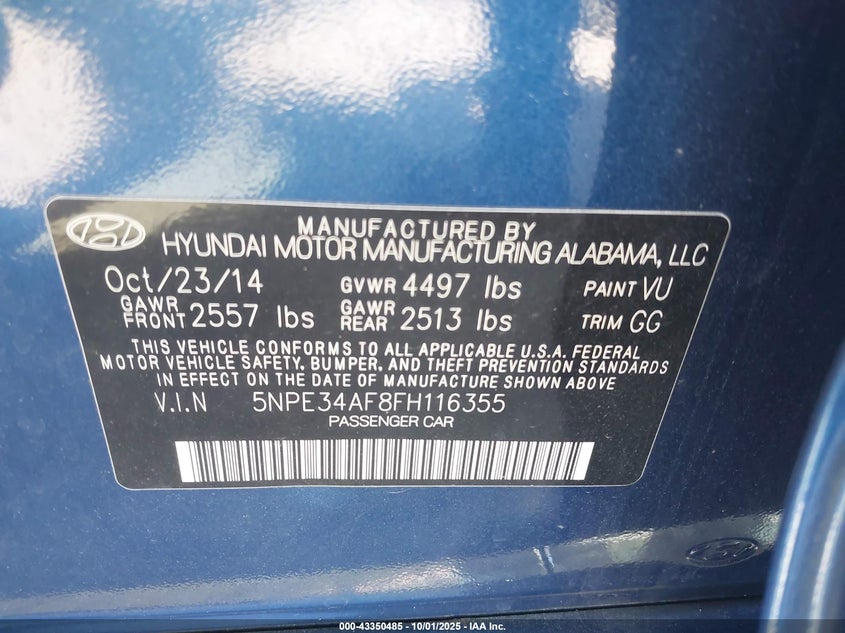 MANUFACTURED BY
HYUNDAI MOTOR MANUFACTURING ALABAMA, LLC
Oct/23/14 GVWR 4497 lbs PAINT VU
GAWR FRONT 2557 lbs GAWR REAR 2513 lbs TRIM GG
THIS VEHICLE CONFORMS TO ALL APPLICABLE U.S.A. FEDERAL
MOTOR VEHICLE SAFETY, BUMPER, AND THEFT PREVENTION STANDARDS
IN EFFECT ON THE DATE OF MANUFACTURE SHOWN ABOVE.
V.I.N 5NPE34AF8FH116355
PASSENGER CAR
000-43350485 - 10/01/2025 - IAA Inc.